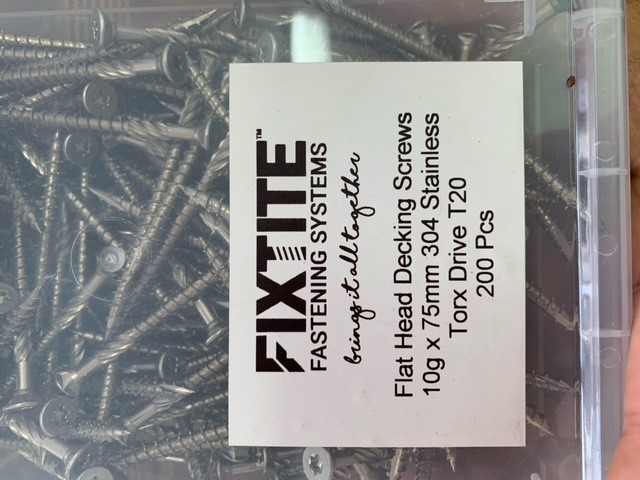 FIXTITE™
FASTENING SYSTEMS
brings it all together
Flat Head Decking Screws
10g x 75mm 304 Stainless
Torx Drive T20
200 Pcs